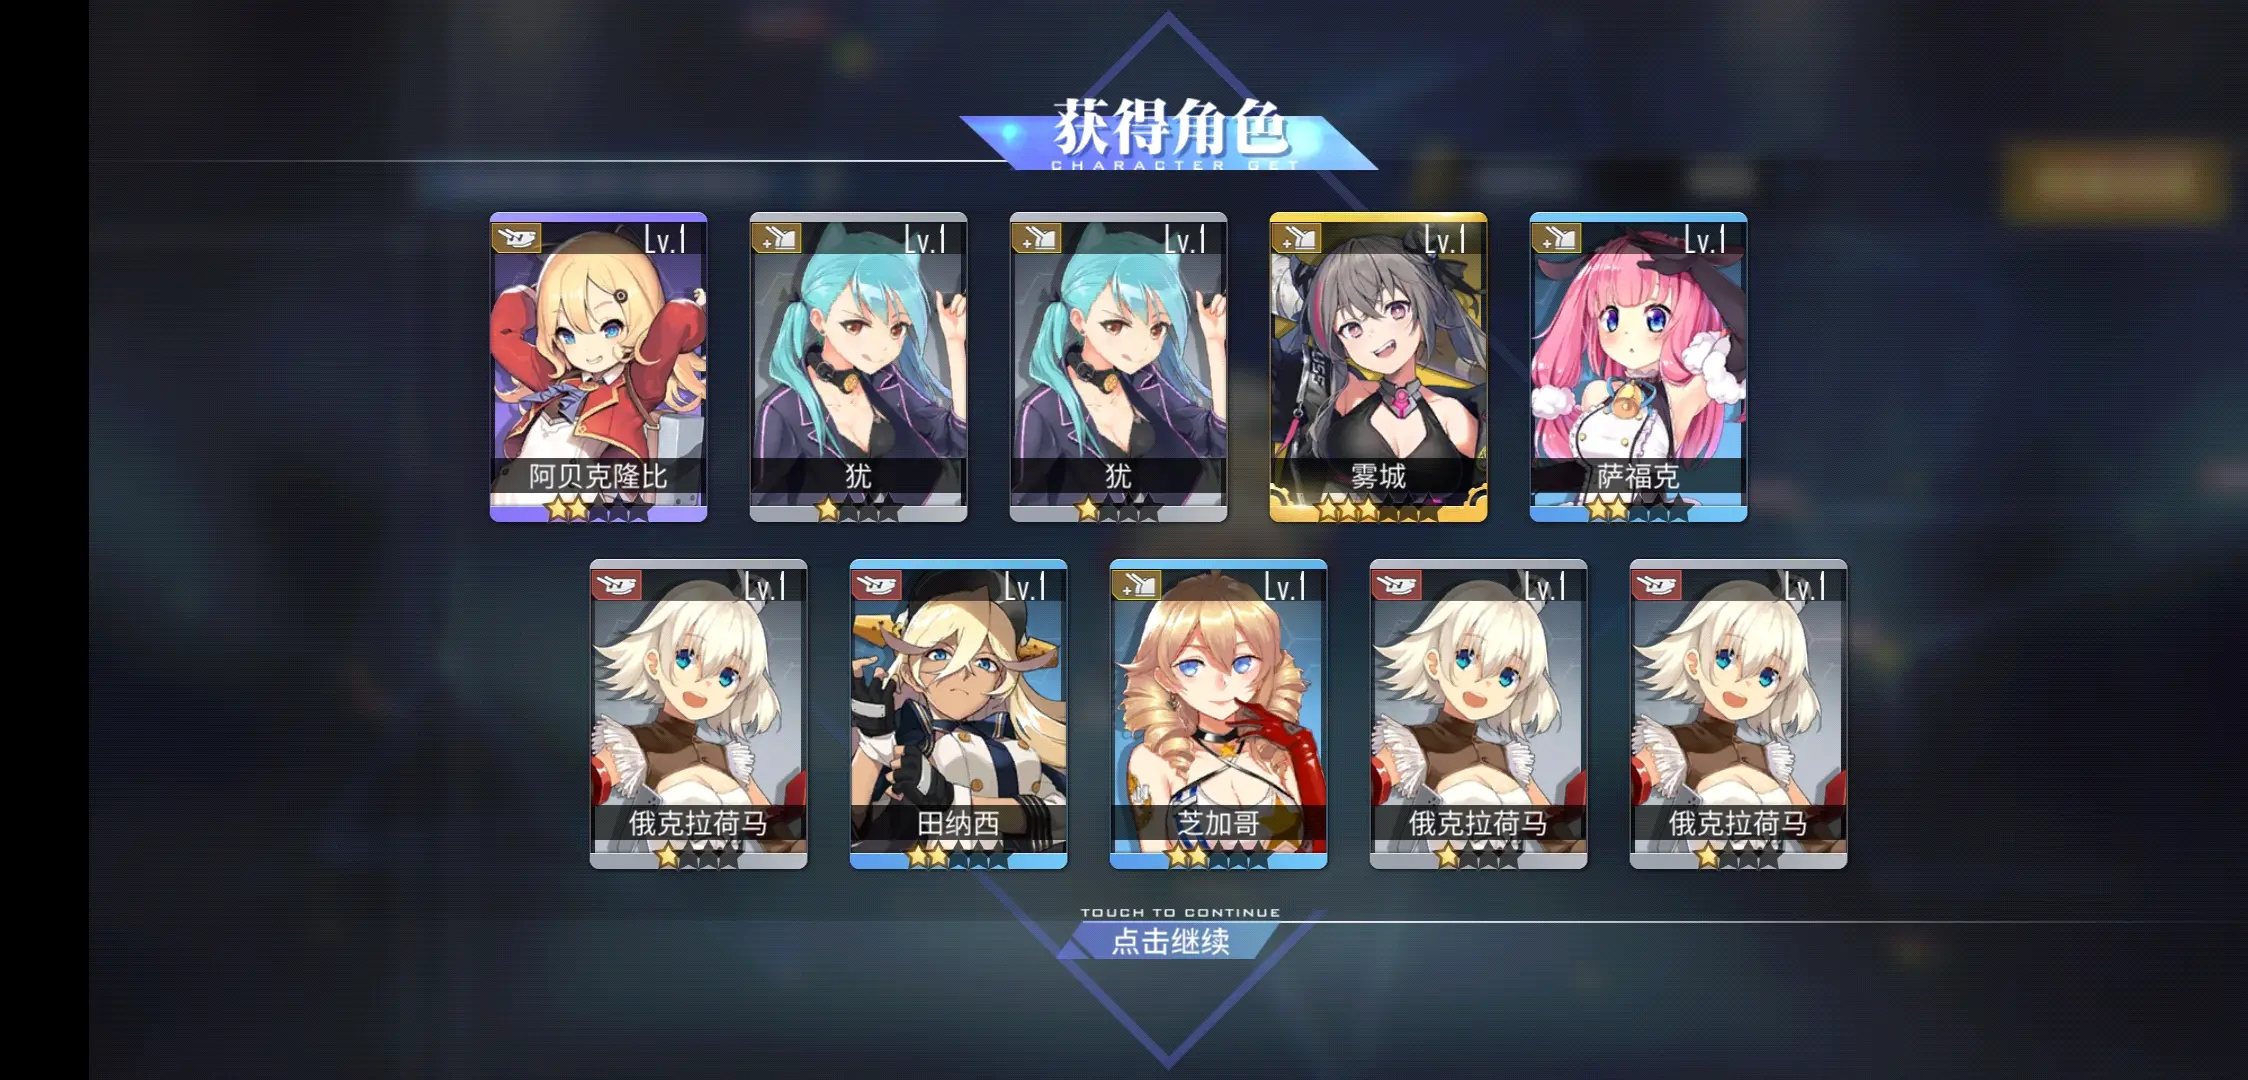 获得角色
CHARACTER GET
Lv.1
Lv.1
Lv.1
Lv.1
Lv.1
阿贝克隆比
犹
犹
雾城
萨福克
Lv.1
Lv.1
Lv.1
Lv.1
Lv.1
俄克拉荷马
田纳西
芝加哥
俄克拉荷马
俄克拉荷马
TOUCH TO CONTINUE
点击继续